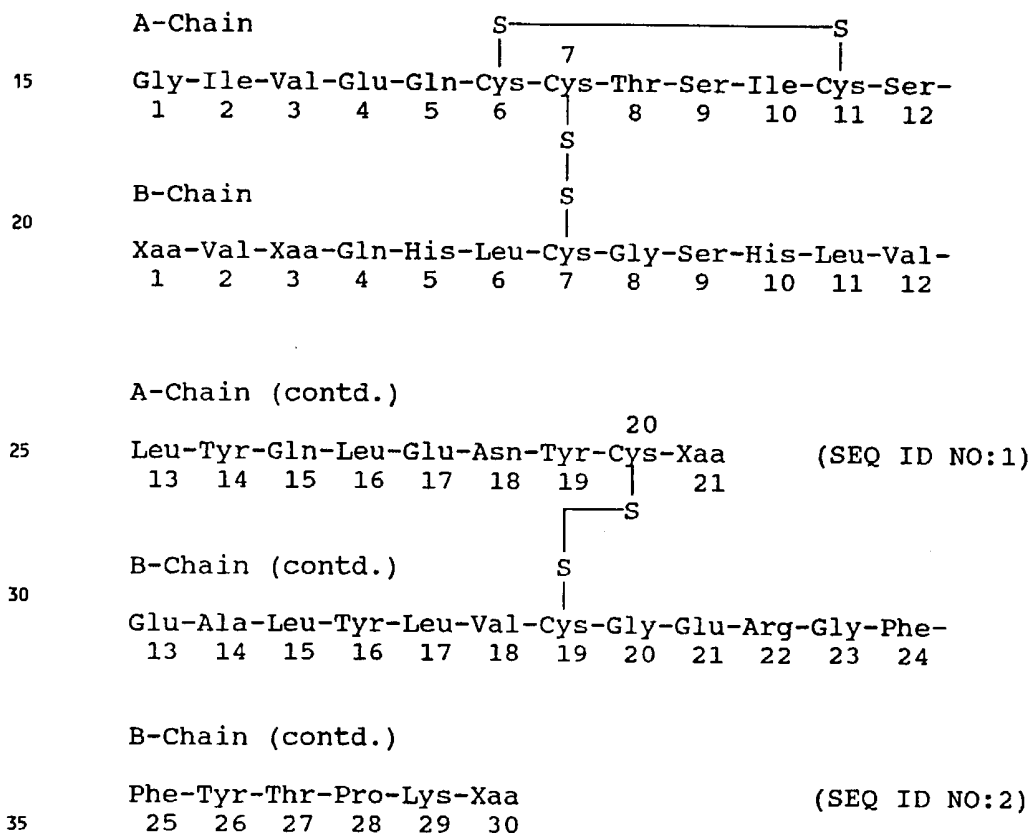 A-Chain
S S
7
15 Gly-Ile-Val-Glu-Gln-Cys-Cys-Thr-Ser-Ile-Cys-Ser-
1 2 3 4 5 6 8 9 10 11 12
S
S
B-Chain
20
Xaa-Val-Xaa-Gln-His-Leu-Cys-Gly-Ser-His-Leu-Val-
1 2 3 4 5 6 7 8 9 10 11 12
A-Chain (contd.)
20
25 Leu-Tyr-Gln-Leu-Glu-Asn-Tyr-Cys-Xaa (SEQ ID NO:1)
13 14 15 16 17 18 19 21
S
B-Chain (contd.) S
30
Glu-Ala-Leu-Tyr-Leu-Val-Cys-Gly-Glu-Arg-Gly-Phe-
13 14 15 16 17 18 19 20 21 22 23 24
B-Chain (contd.)
Phe-Tyr-Thr-Pro-Lys-Xaa (SEQ ID NO:2)
35 25 26 27 28 29 30